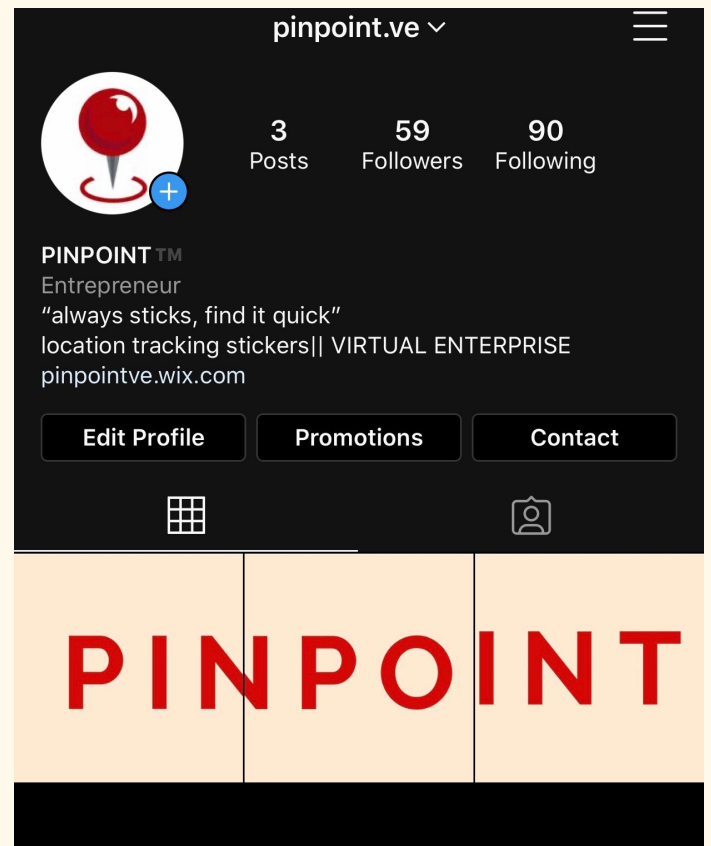 pinpoint.ve
3 59 90
Posts Followers Following
PINPOINT™
Entrepreneur
“always sticks, find it quick”
location tracking stickers|| VIRTUAL ENTERPRISE
pinpointve.wix.com
Edit Profile Promotions Contact
PINPOINT